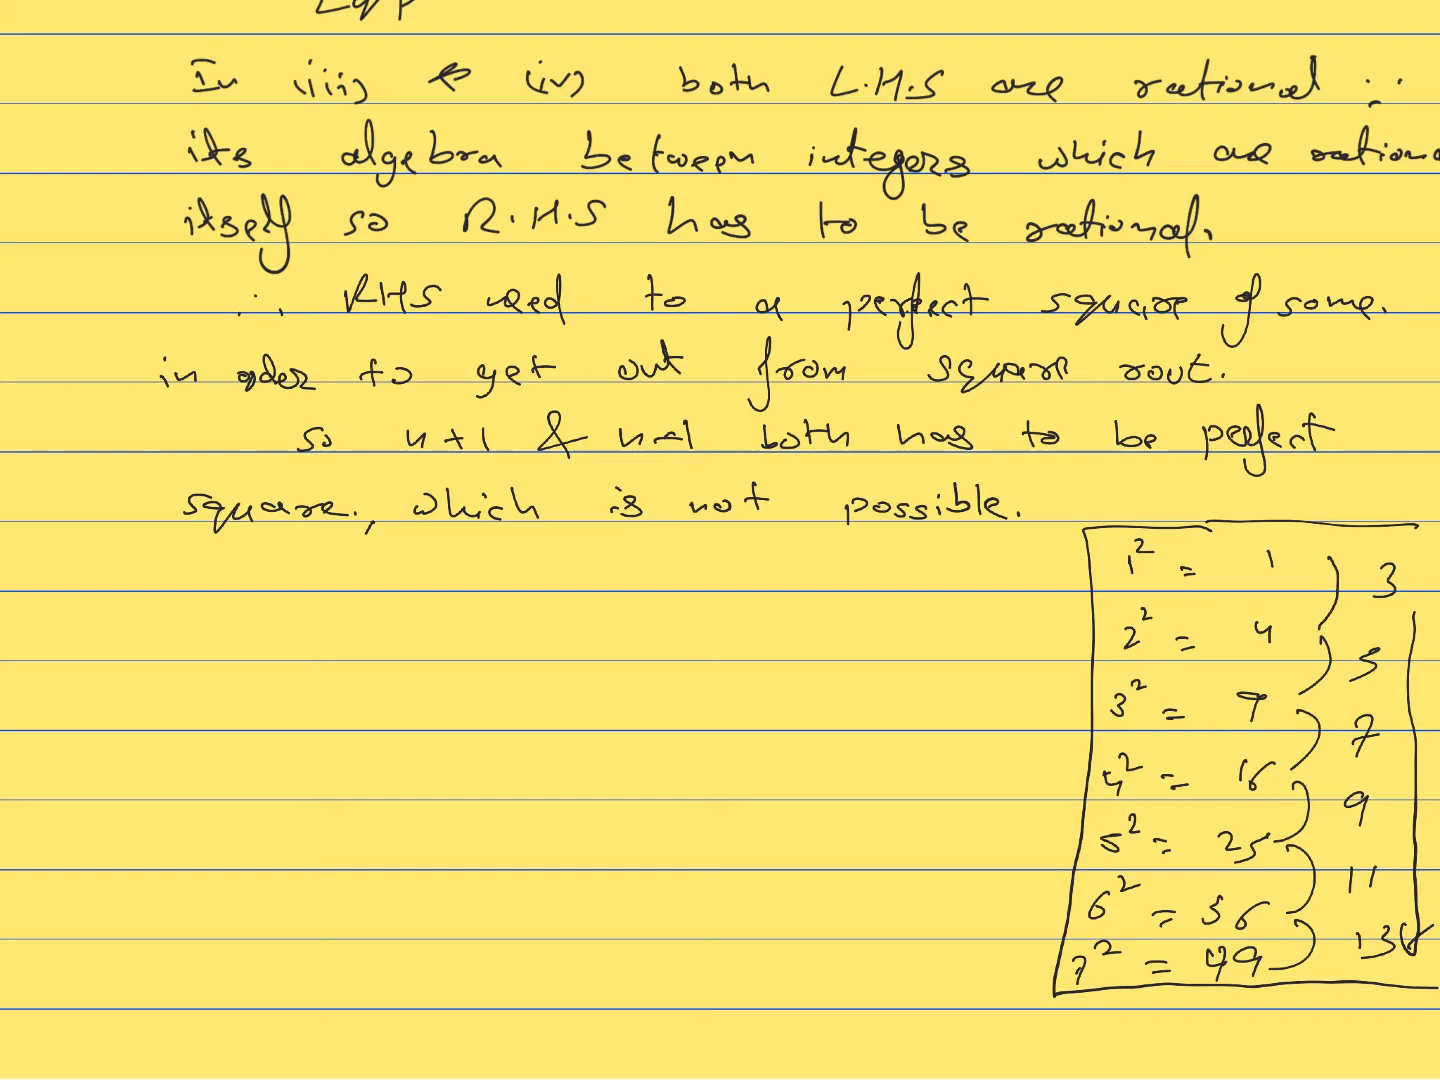 In (iii) & (iv) both L.H.S are rational ∵
its algebra between integers which are rationa
itself so R.H.S has to be rational.
∴ RHS need to a perfect square of some.
in order to get out from square rout.
so n+1 & n-1 both has to be perfect
square, which is not possible.
1² = 1 ) 3
2² = 4 ) 5
3² = 9 ) 7
4² = 16 ) 9
5² = 25 ) 11
6² = 36 ) 13
7² = 49